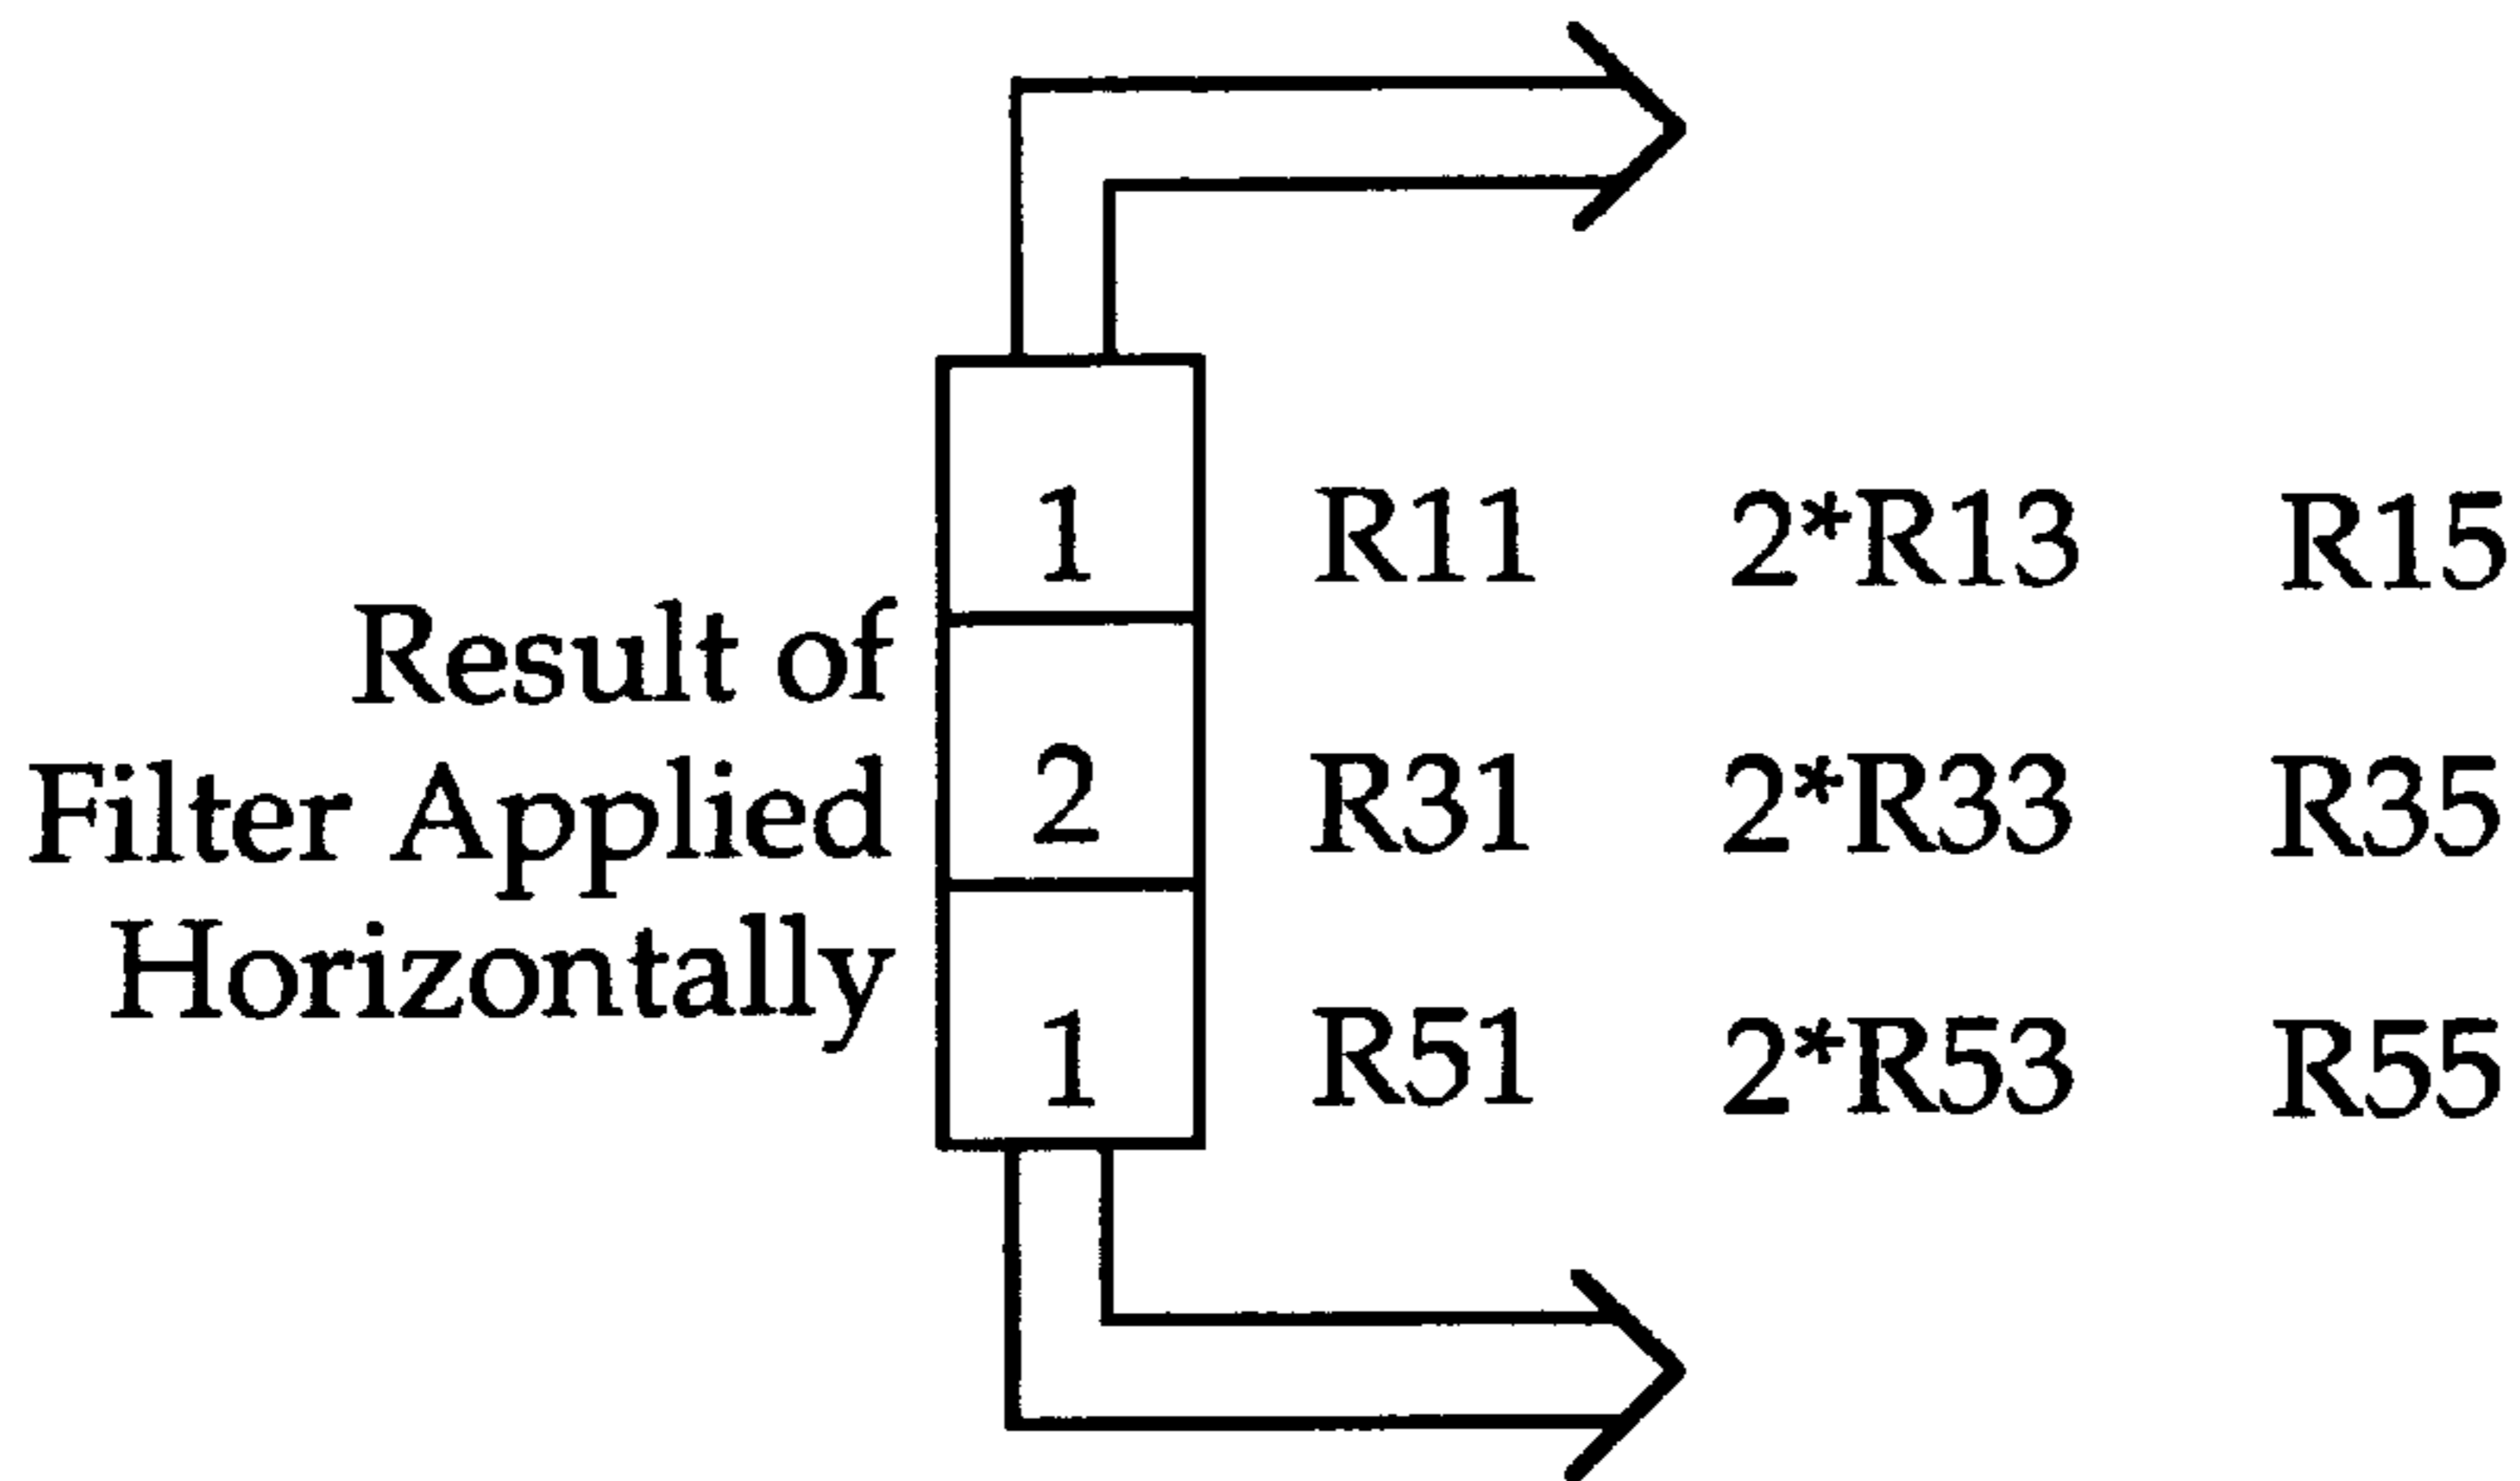 1 R11 2*R13 R15
Result of
2 R31 2*R33 R35
Filter Applied
Horizontally
1 R51 2*R53 R55